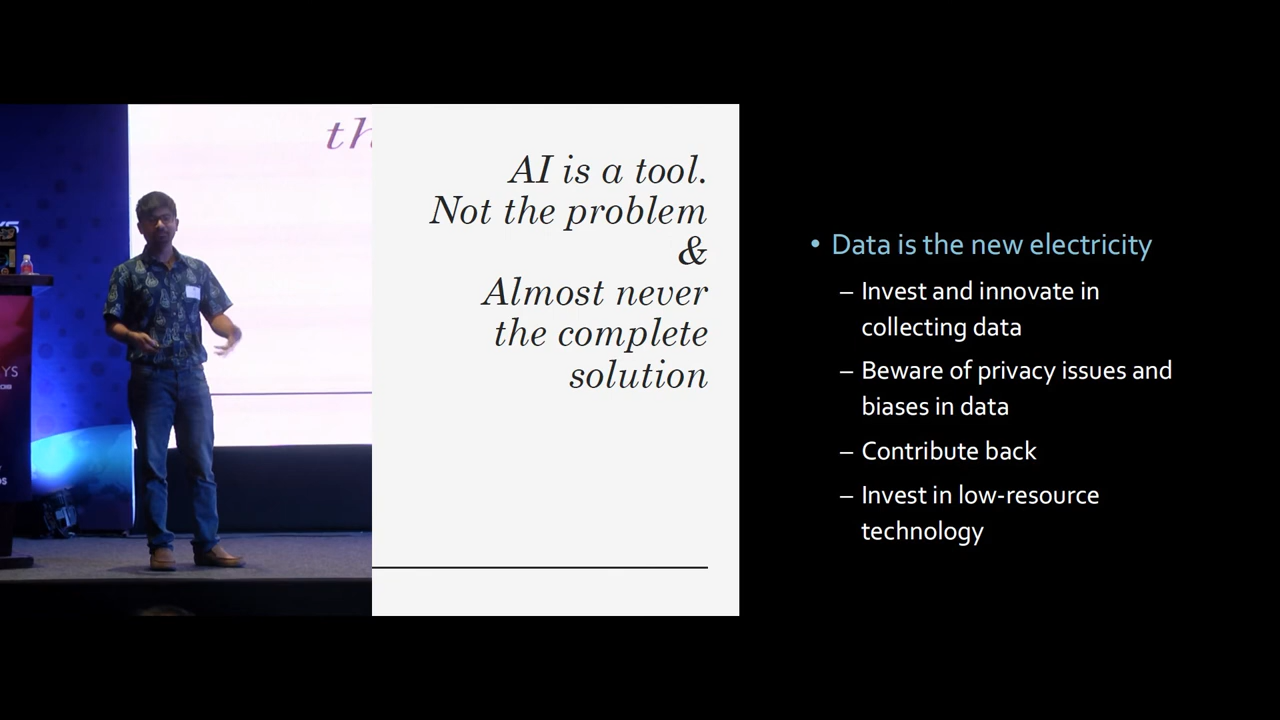 th
AI is a tool.
Not the problem
&
Almost never
the complete
solution
• Data is the new electricity
– Invest and innovate in
collecting data
– Beware of privacy issues and
biases in data
– Contribute back
– Invest in low-resource
technology